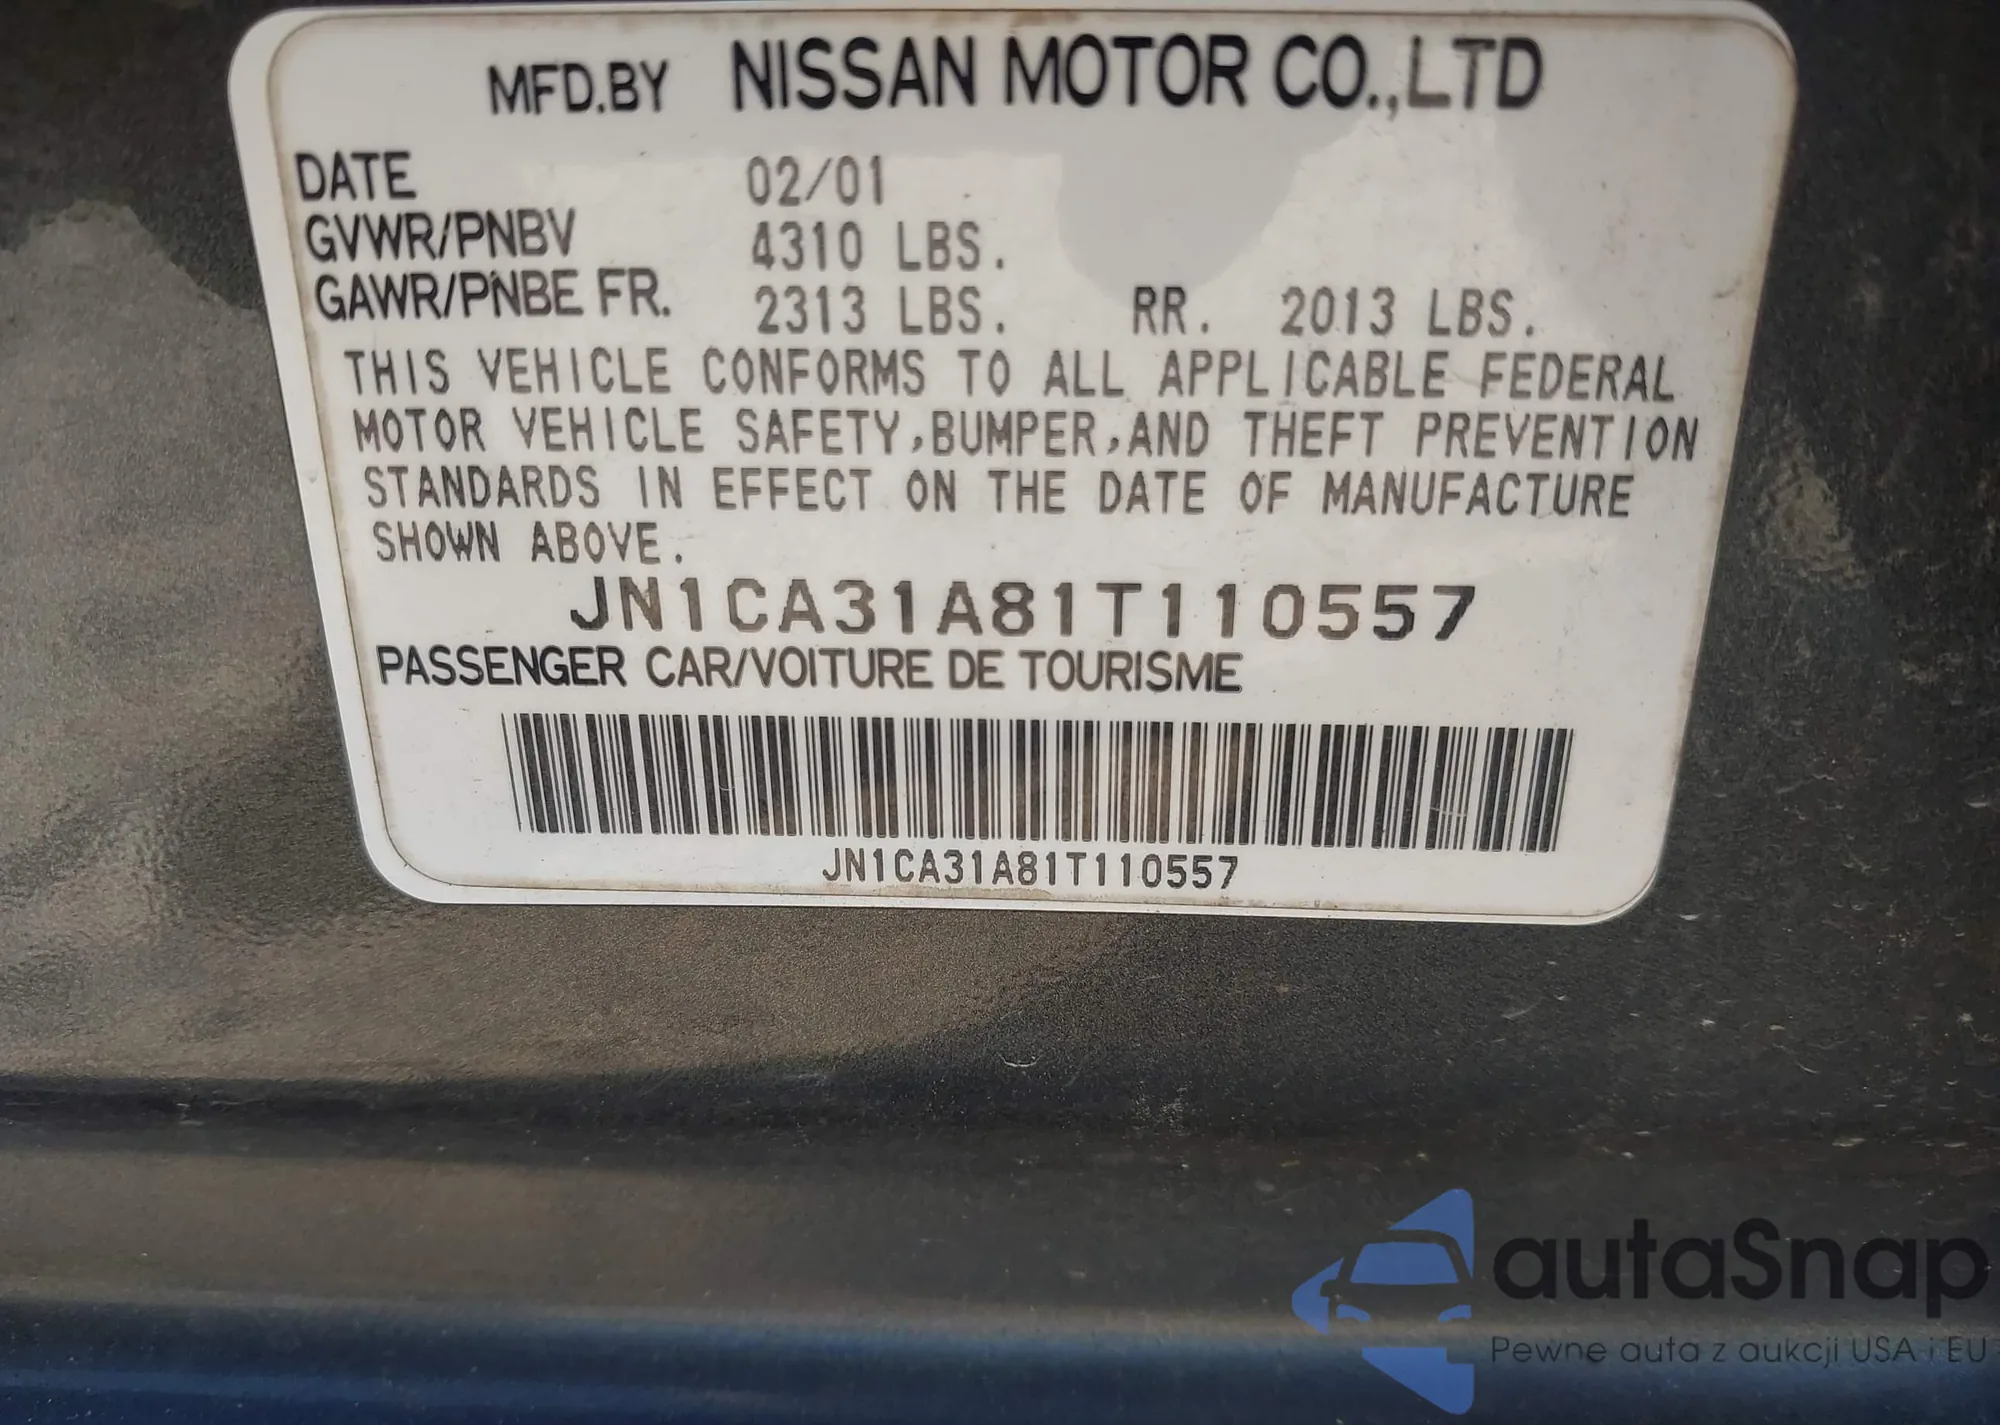 MFD.BY NISSAN MOTOR CO.,LTD
DATE 02/01
GVWR/PNBV 4310 LBS.
GAWR/PNBE FR. 2313 LBS. RR. 2013 LBS.
THIS VEHICLE CONFORMS TO ALL APPLICABLE FEDERAL
MOTOR VEHICLE SAFETY,BUMPER,AND THEFT PREVENTION
STANDARDS IN EFFECT ON THE DATE OF MANUFACTURE
SHOWN ABOVE.
JN1CA31A81T110557
PASSENGER CAR/VOITURE DE TOURISME
JN1CA31A81T110557
autaSnap
Pewne auta z aukcji USA i EU